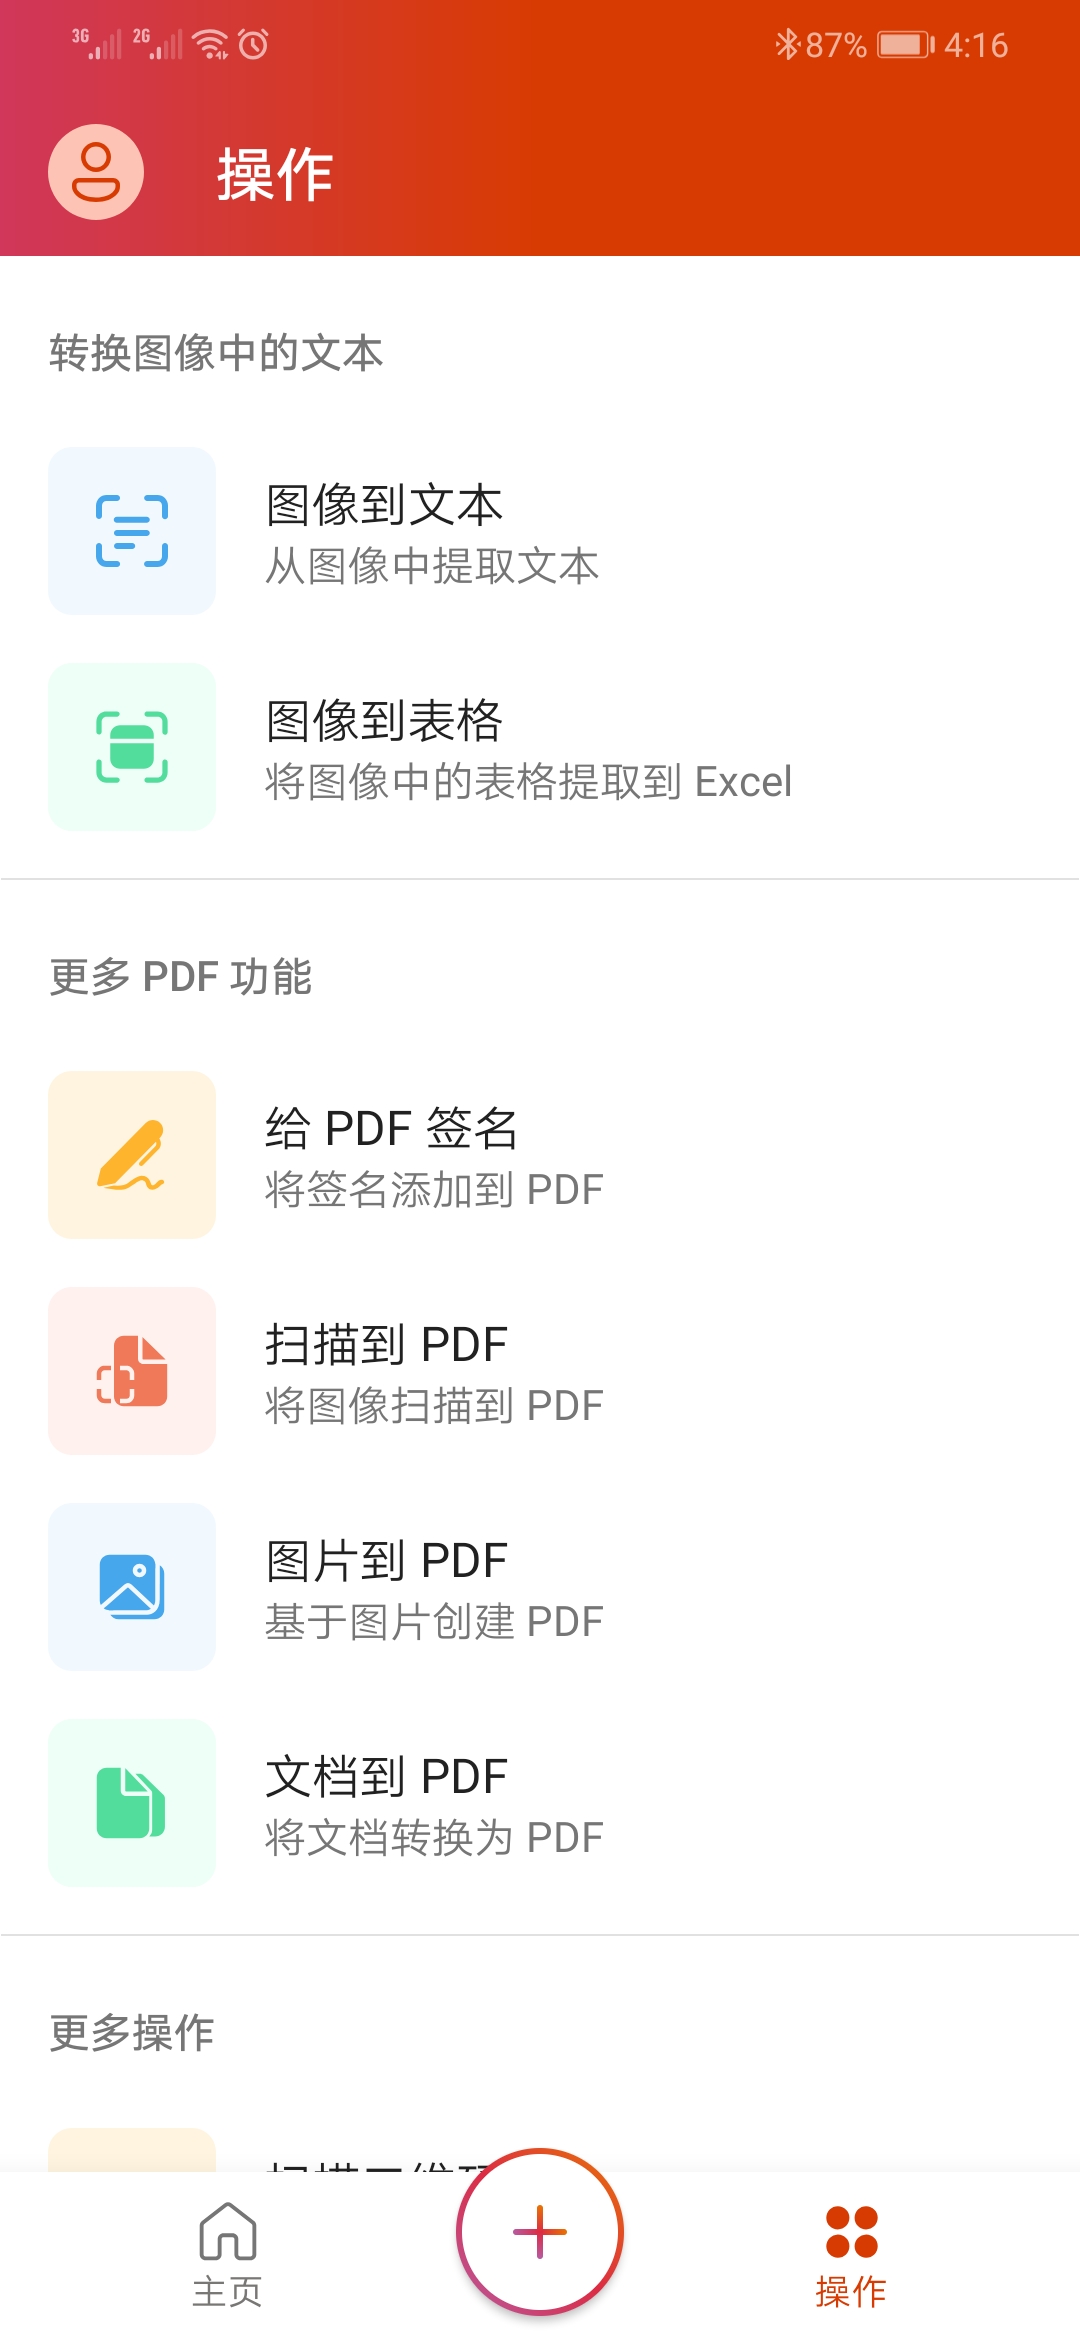 3G 2G 87% 4:16
操作
转换图像中的文本
图像到文本
从图像中提取文本
图像到表格
将图像中的表格提取到 Excel
更多 PDF 功能
给 PDF 签名
将签名添加到 PDF
扫描到 PDF
将图像扫描到 PDF
图片到 PDF
基于图片创建 PDF
文档到 PDF
将文档转换为 PDF
更多操作
主页
操作